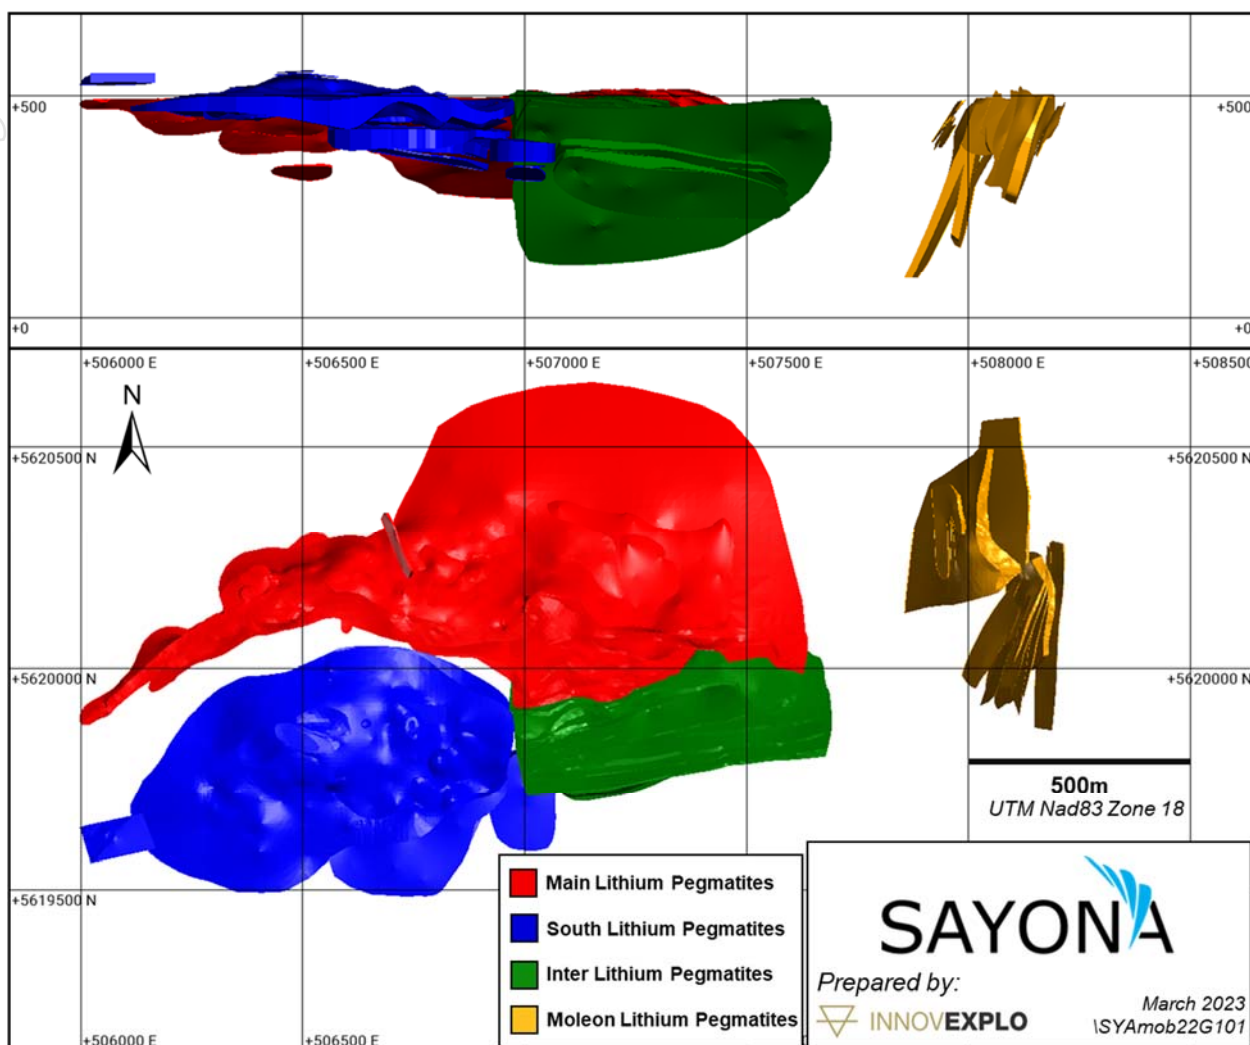 +500
+500
+0
+0
+506000 E
+506500 E
+507000 E
+507500 E
+508000 E
+508500
N
+5620500 N
+5620500 N
+5620000 N
+5620000 N
500m
UTM Nad83 Zone 18
+5619500 N
Main Lithium Pegmatites
South Lithium Pegmatites
Inter Lithium Pegmatites
Moleon Lithium Pegmatites
SAYONA
Prepared by:
INNOVEXPLO
March 2023
\SYAmob22G101
+506000 E
+506500 E